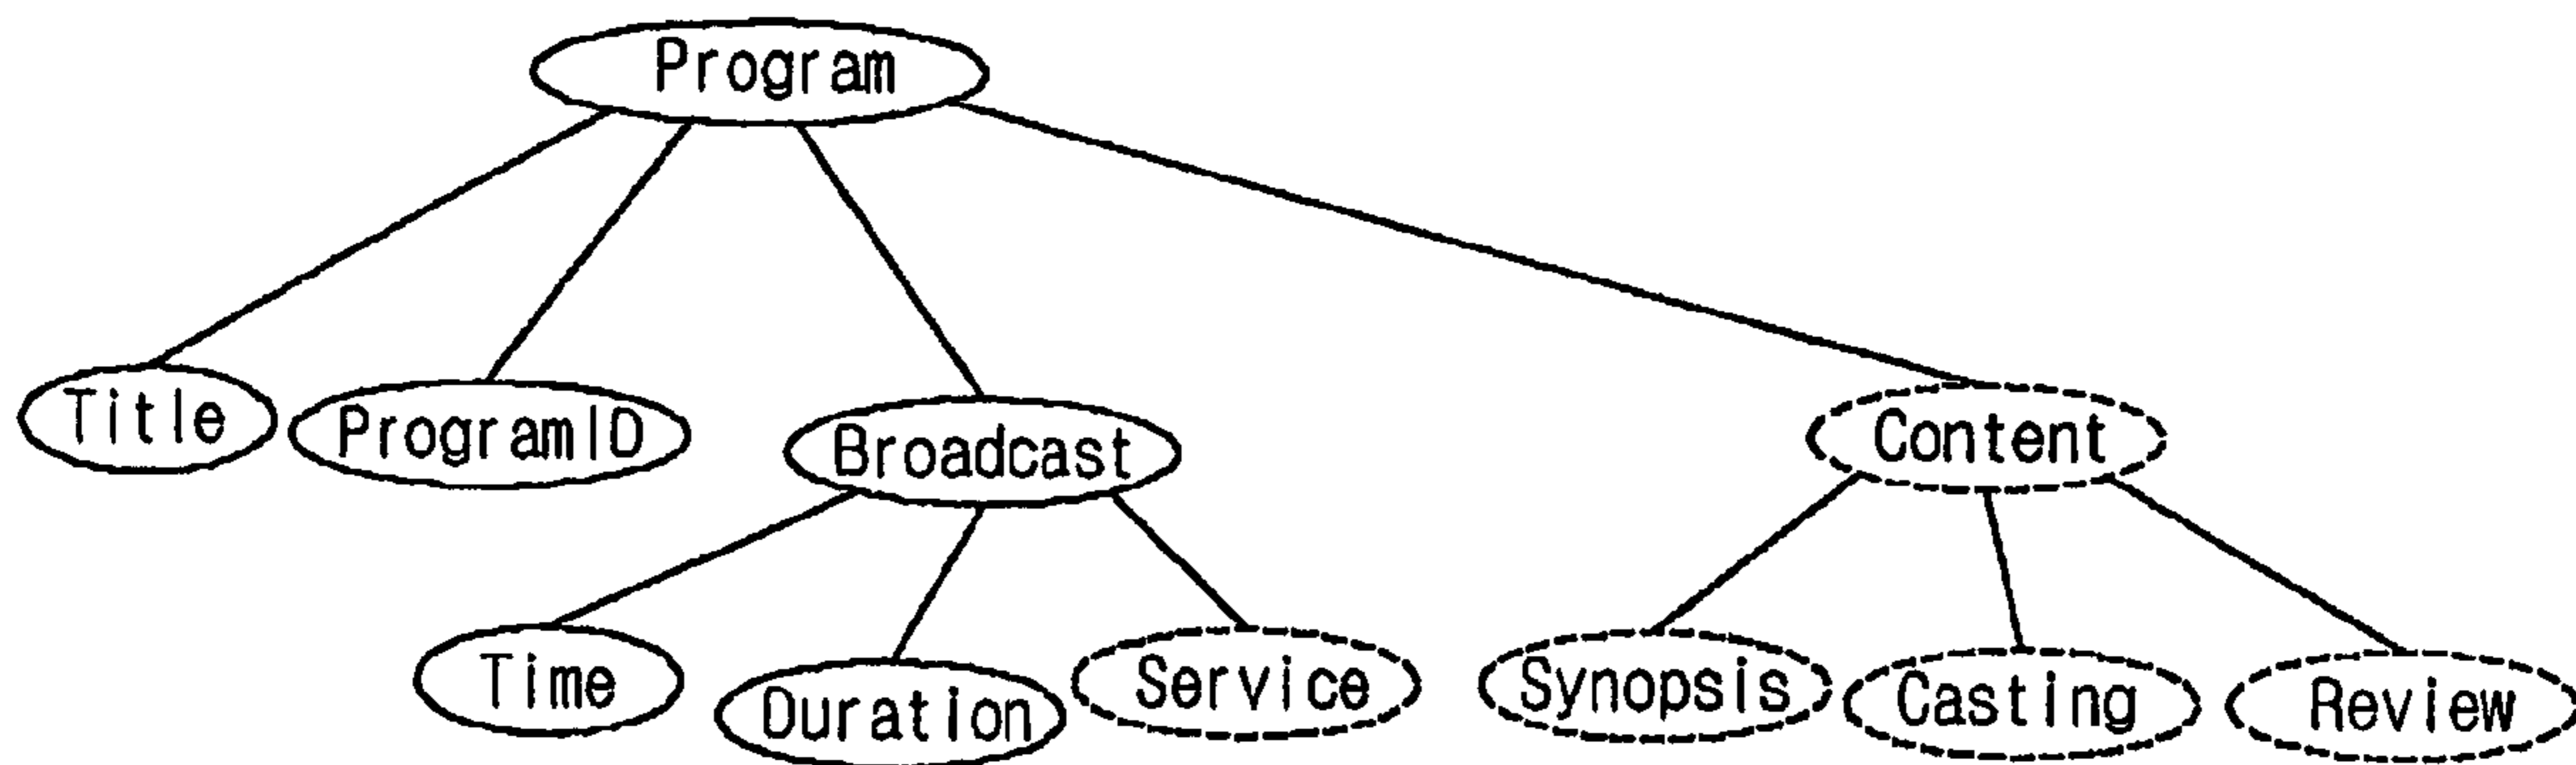 Program
Title
ProgramID
Broadcast
Content
Time
Duration
Service
Synopsis
Casting
Review